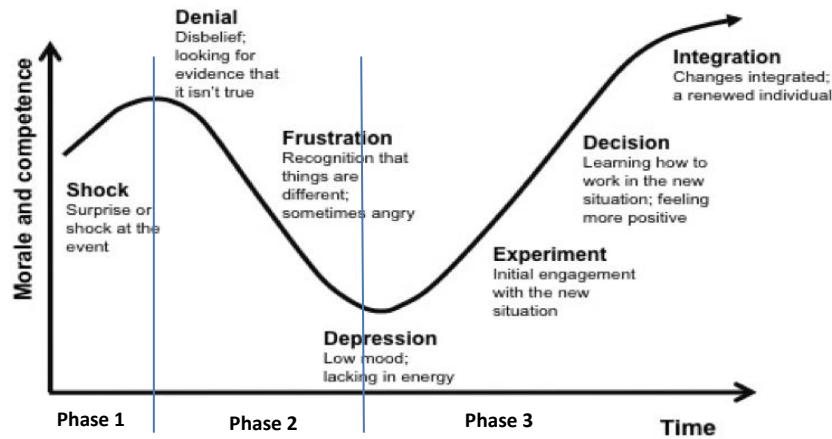 Denial
Disbelief;
looking for
evidence that
it isn't true
Integration
Changes integrated;
a renewed individual
Frustration
Recognition that
things are
different;
sometimes angry
Decision
Learning how to
work in the new
situation; feeling
more positive
Morale and competence
Shock
Surprise or
shock at the
event
Experiment
Initial engagement
with the new
situation
Depression
Low mood;
lacking in energy
Phase 1
Phase 2
Phase 3
Time